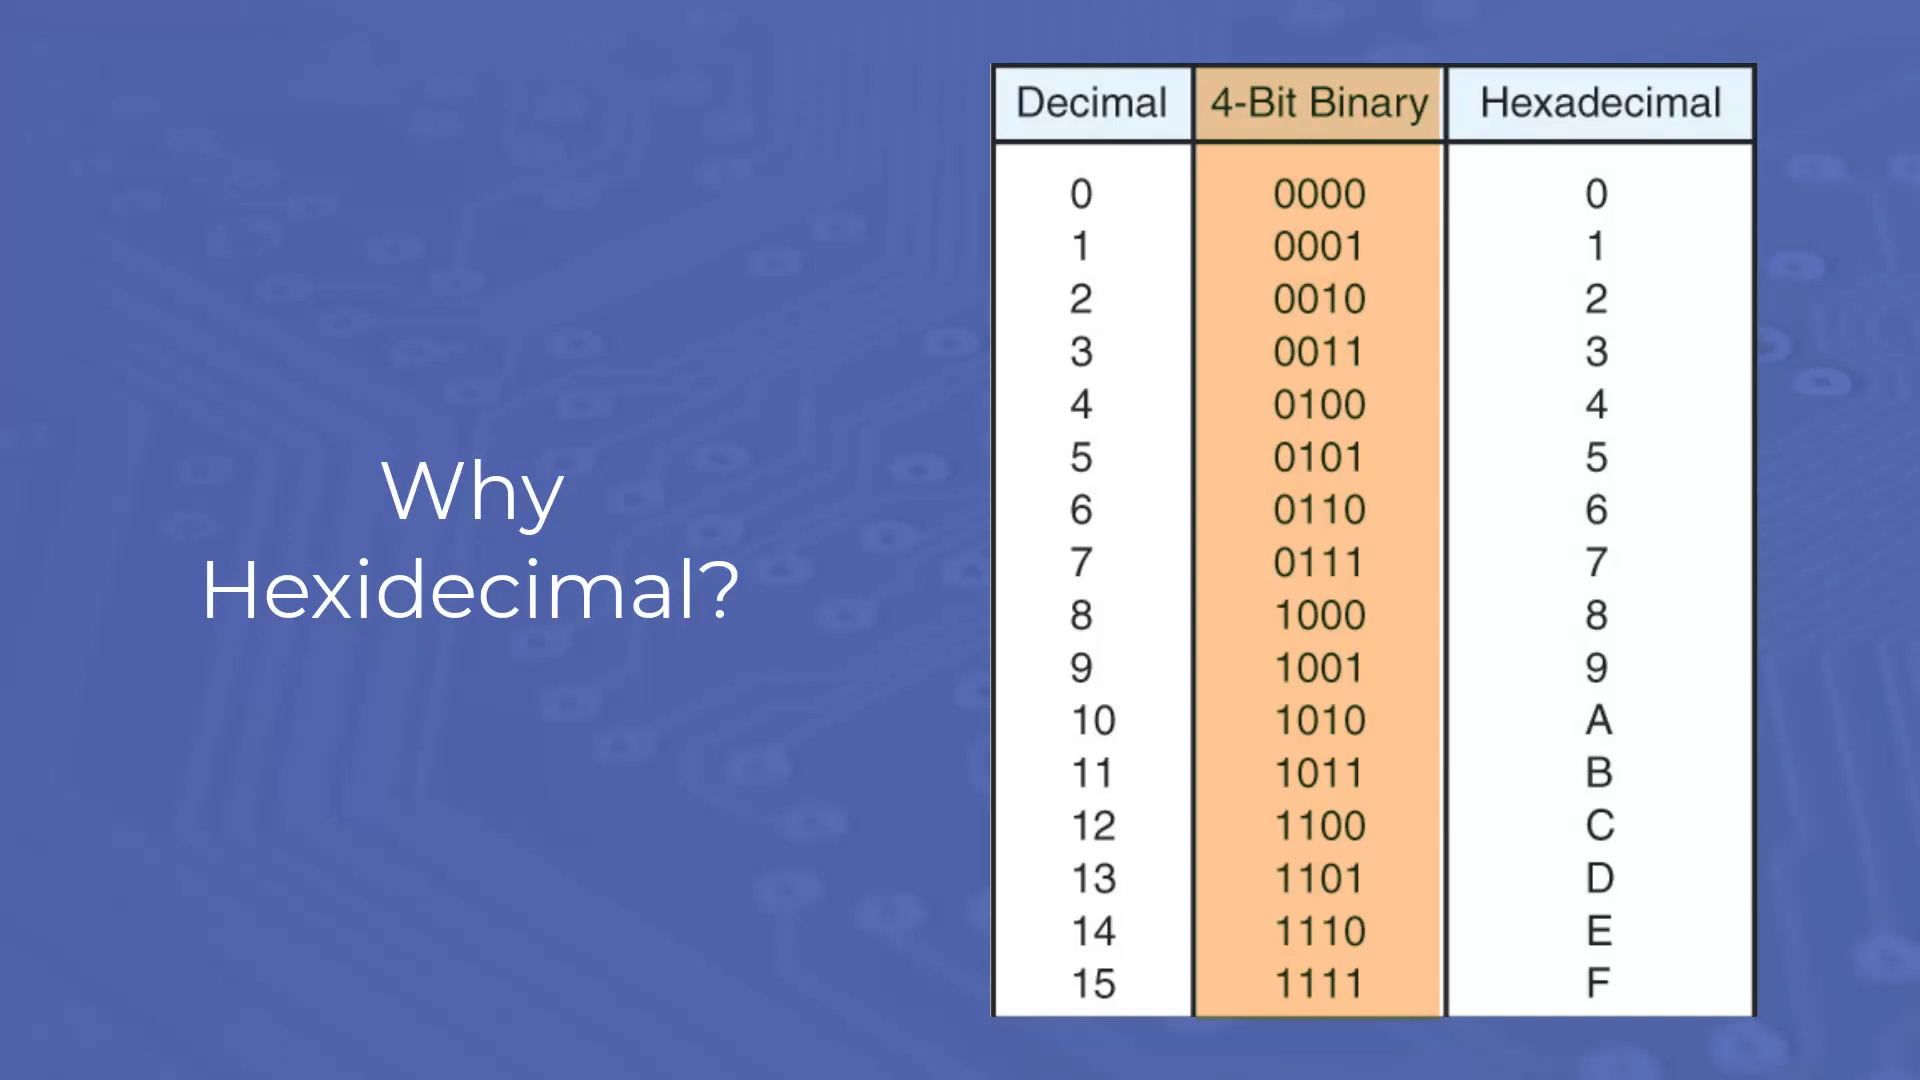 Why
Hexidecimal?
Decimal 4-Bit Binary Hexadecimal
0 0000 0
1 0001 1
2 0010 2
3 0011 3
4 0100 4
5 0101 5
6 0110 6
7 0111 7
8 1000 8
9 1001 9
10 1010 A
11 1011 B
12 1100 C
13 1101 D
14 1110 E
15 1111 F